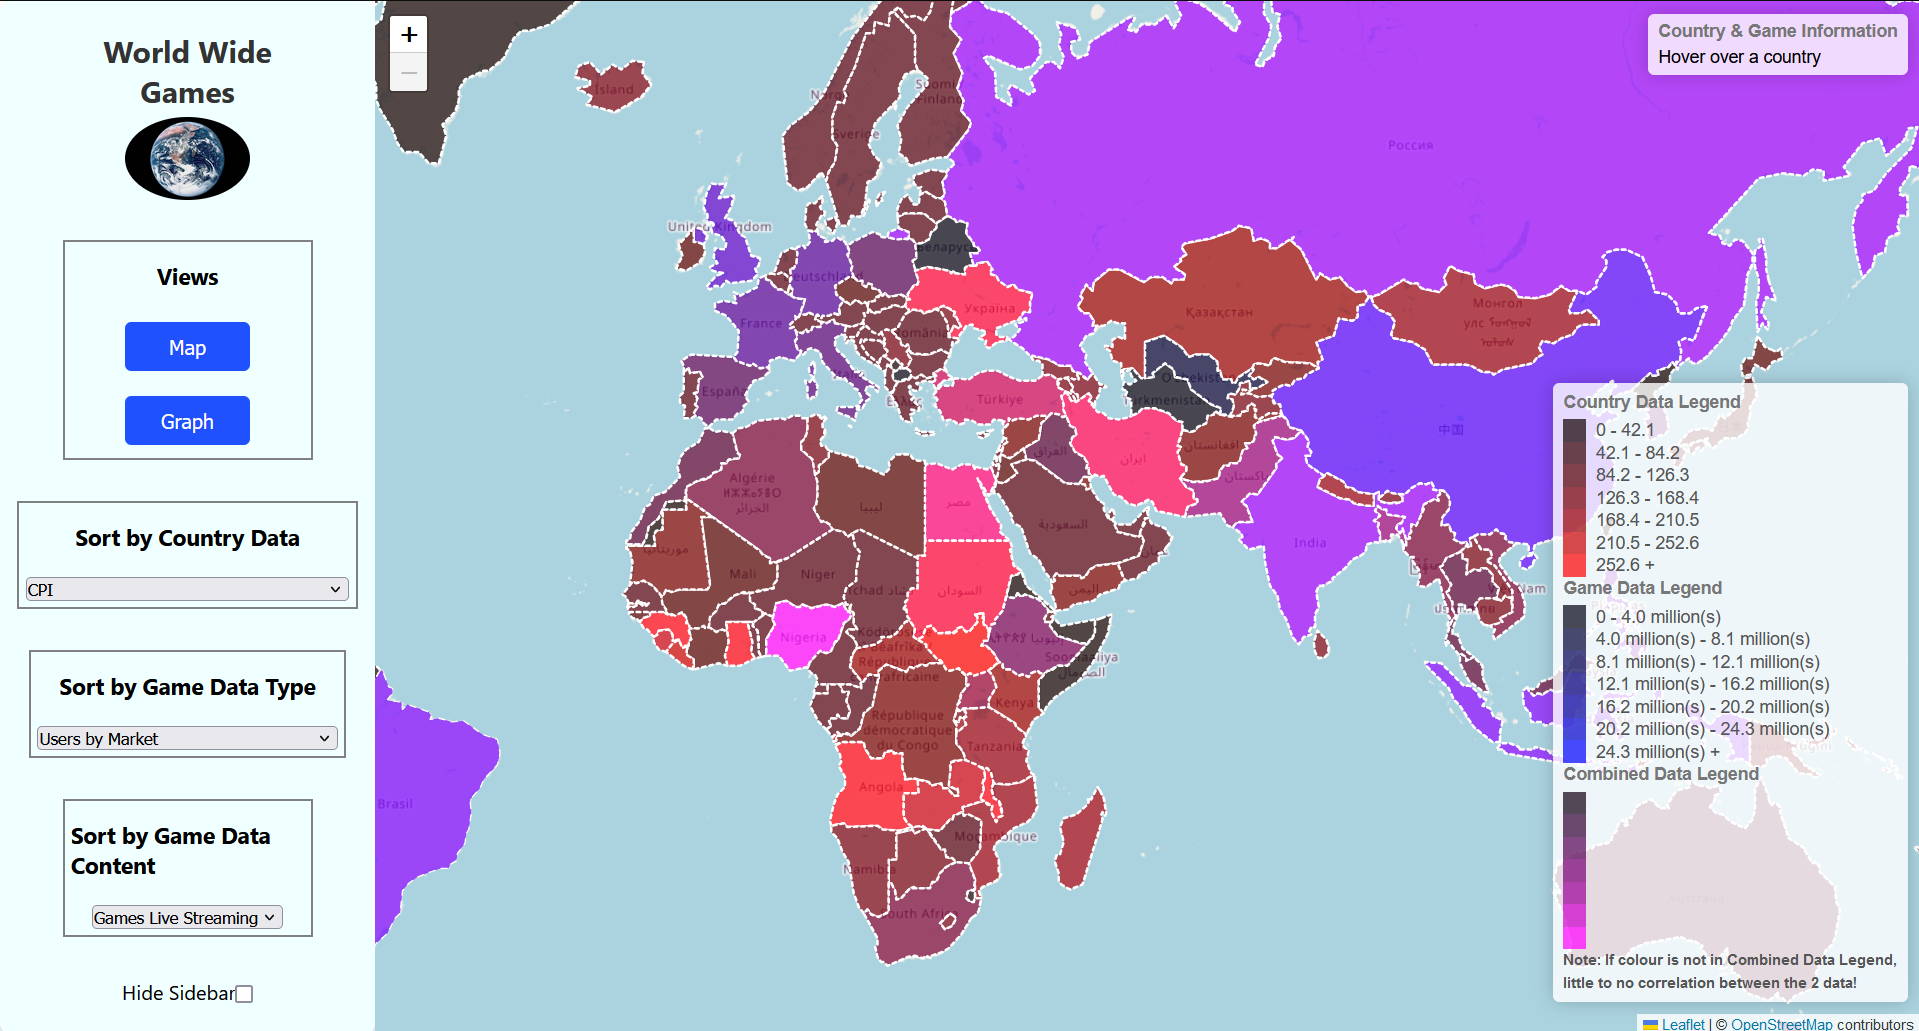 World Wide
Games
Views
Map
Graph
Sort by Country Data
CPI
Sort by Game Data Type
Users by Market
Sort by Game Data
Content
Games Live Streaming
Hide Sidebar
+
−
Country & Game Information
Hover over a country
Ísland
Norge
Sverige
Suomi
Finland
Россия
United Kingdom
Беларусь
Deutschland
France
Україна
România
España
Italia
Türkiye
Қазақстан
Монгол
улс
Türkmenistan
中国
ایران
العراق
افغانستان
پاکستان
India
Algérie
الجزائر
ليبيا
مصر
السعودية
موريتانيا
Mali
Niger
Tchad تشاد
السودان
اليمن
Nigeria
Soomaaliya
الصومال
Kenya
République
démocratique
du Congo
Tanzania
Angola
Moçambique
Namibia
South Africa
Brasil
Country Data Legend
0 - 42.1
42.1 - 84.2
84.2 - 126.3
126.3 - 168.4
168.4 - 210.5
210.5 - 252.6
252.6 +
Game Data Legend
0 - 4.0 million(s)
4.0 million(s) - 8.1 million(s)
8.1 million(s) - 12.1 million(s)
12.1 million(s) - 16.2 million(s)
16.2 million(s) - 20.2 million(s)
20.2 million(s) - 24.3 million(s)
24.3 million(s) +
Combined Data Legend
Note: If colour is not in Combined Data Legend,
little to no correlation between the 2 data!
Leaflet | © OpenStreetMap contributors